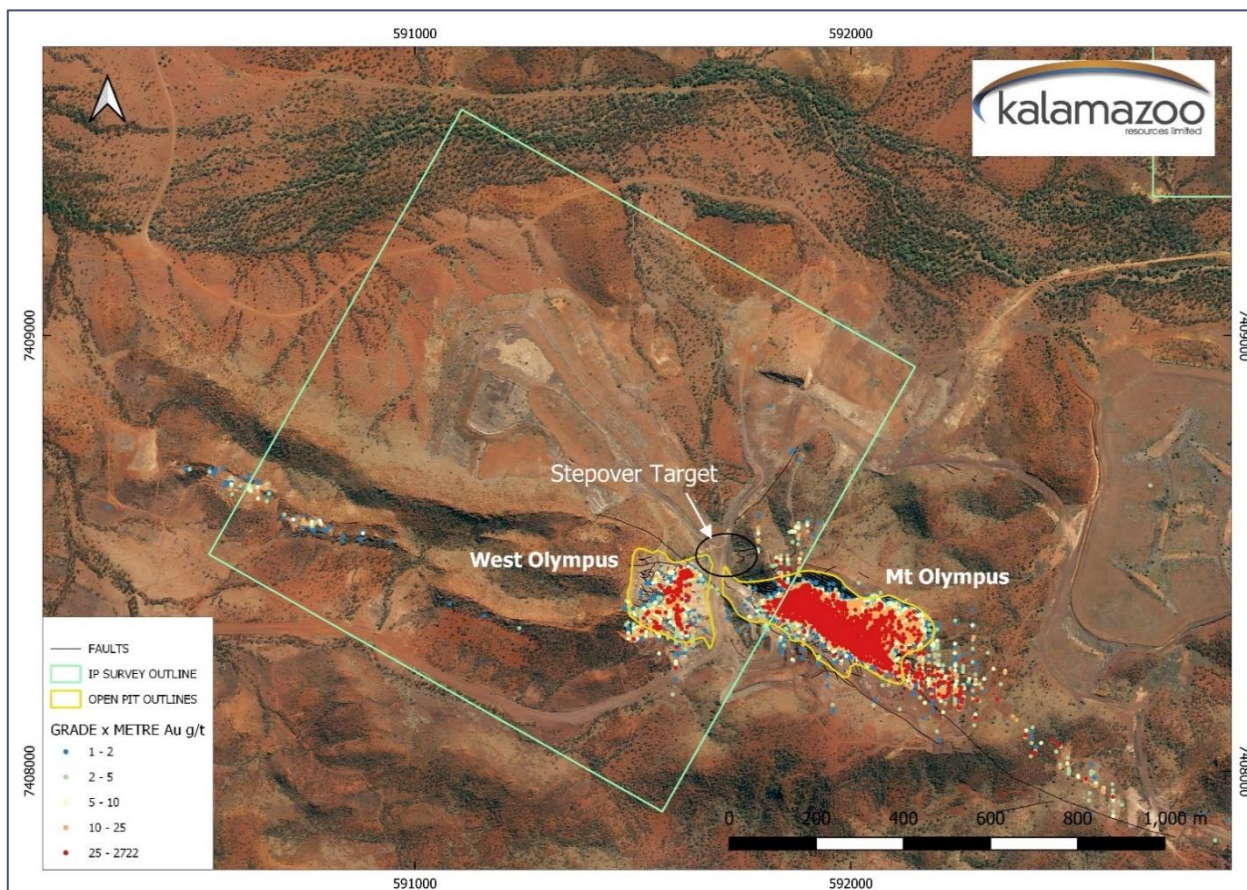 591000
592000
kalamazoo
resources limited
7409000
7409000
Stepover Target
West Olympus
Mt Olympus
FAULTS
IP SURVEY OUTLINE
OPEN PIT OUTLINES
GRADE x METRE Au g/t
1 - 2
2 - 5
5 - 10
10 - 25
25 - 2722
7408000
7408000
0 200 400 600 800 1,000 m
591000
592000